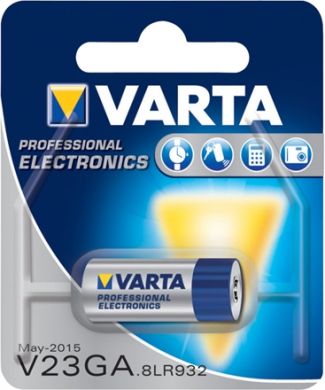 VARTA
PROFESSIONAL
ELECTRONICS
VARTA
PROFESSIONAL
ELECTRONICS
May-2015
V23GA.8LR932